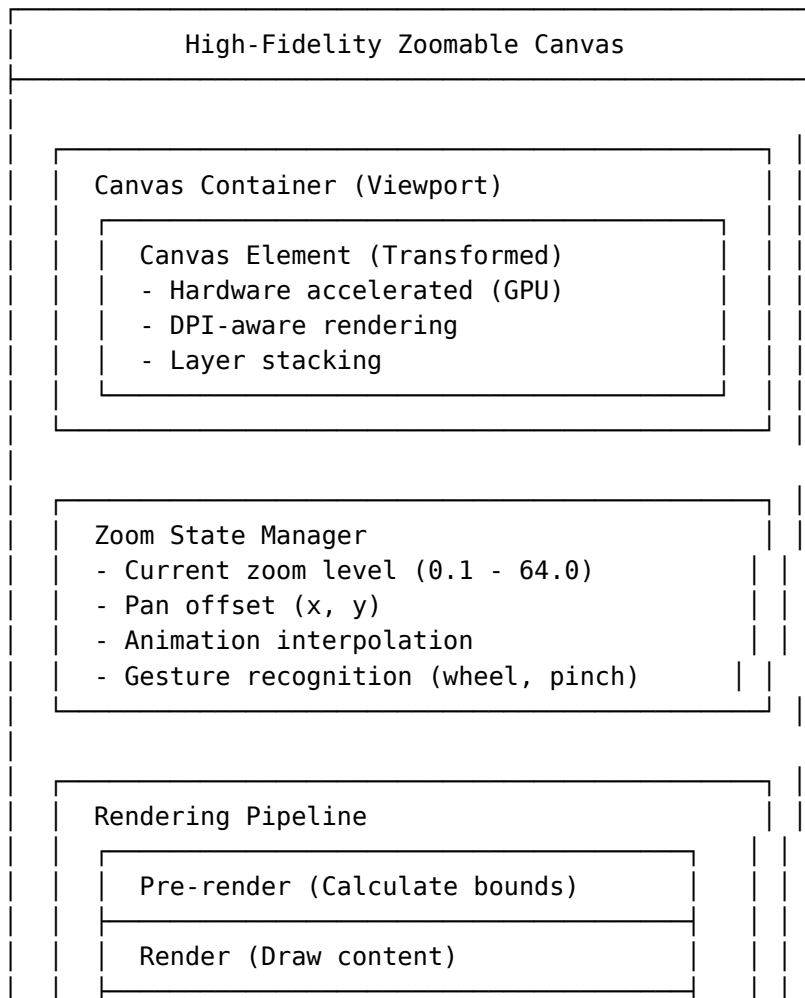 High-Fidelity Zoomable Canvas
Canvas Container (Viewport)
Canvas Element (Transformed)
- Hardware accelerated (GPU)
- DPI-aware rendering
- Layer stacking
Zoom State Manager
- Current zoom level (0.1 - 64.0)
- Pan offset (x, y)
- Animation interpolation
- Gesture recognition (wheel, pinch)
Rendering Pipeline
Pre-render (Calculate bounds)
Render (Draw content)